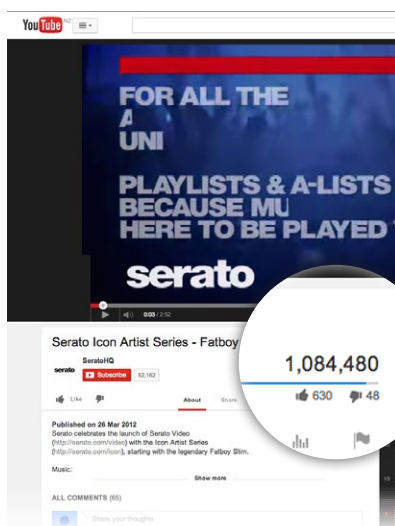 YouTube NZ
FOR ALL THE
A
UNI
PLAYLISTS & A-LISTS
BECAUSE MU
HERE TO BE PLAYED
serato
0:03 / 2:52
Serato Icon Artist Series - Fatboy
1,084,480
serato
SeratoHQ
Subscribe 62,162
630 48
Like
About Share
Published on 26 Mar 2012
Serato celebrates the launch of Serato Video
(http://serato.com/video) with the Icon Artist Series
(http://serato.com/icon), starting with the legendary Fatboy Slim.
Music:
Show more
ALL COMMENTS (65)
Share your thoughts